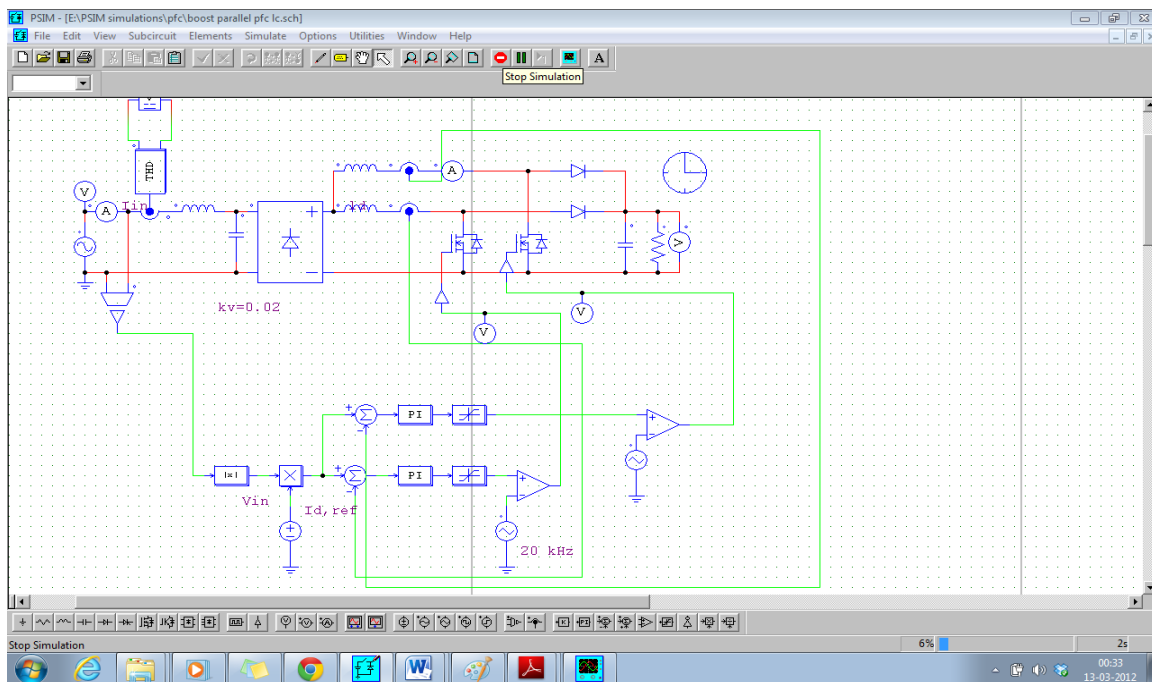 PSIM - [E:\PSIM simulations\pfc\boost parallel pfc lc.sch]
File Edit View Subcircuit Elements Simulate Options Utilities Window Help
A
Stop Simulation
THD
A
V
Iin
A
id
V
kv=0.02
V
V
PI
|x|
PI
Vin
Id,ref
20 kHz
Stop Simulation
6%
2s
00:33
13-03-2012